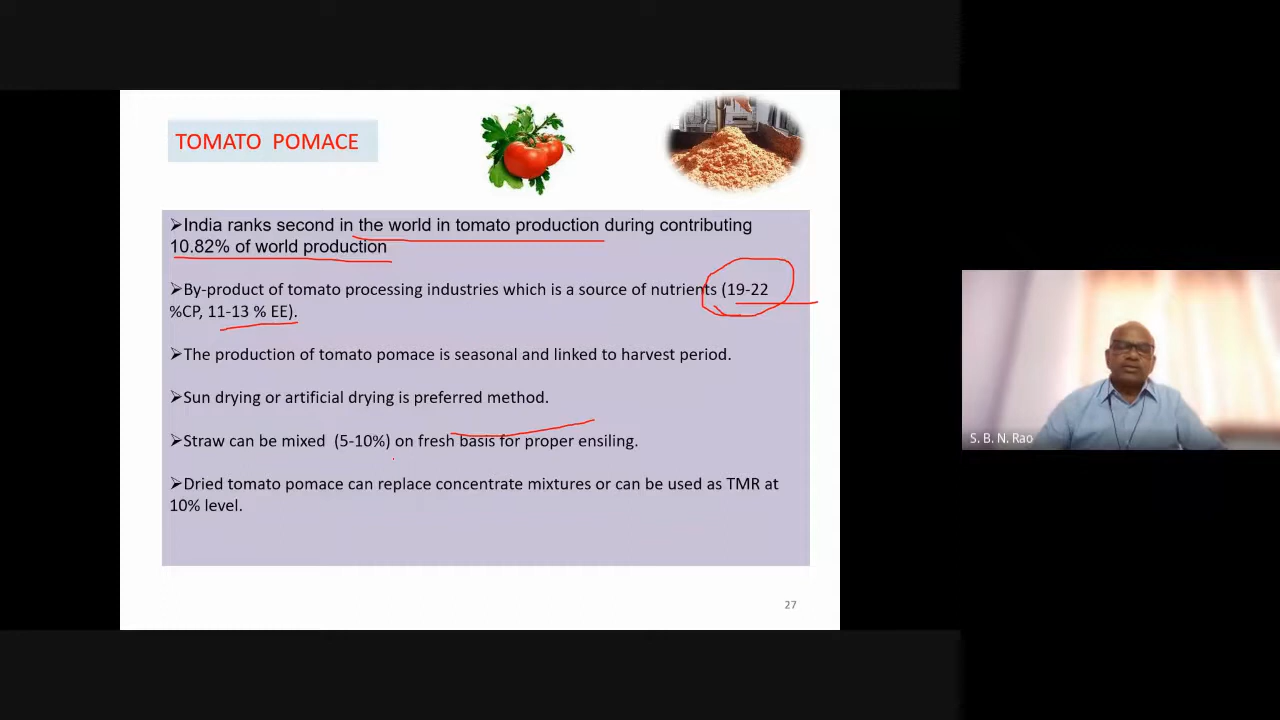 TOMATO POMACE
➢India ranks second in the world in tomato production during contributing
10.82% of world production
➢By-product of tomato processing industries which is a source of nutrients (19-22
%CP, 11-13 % EE).
➢The production of tomato pomace is seasonal and linked to harvest period.
➢Sun drying or artificial drying is preferred method.
➢Straw can be mixed (5-10%) on fresh basis for proper ensiling.
➢Dried tomato pomace can replace concentrate mixtures or can be used as TMR at
10% level.
27
S. B. N. Rao